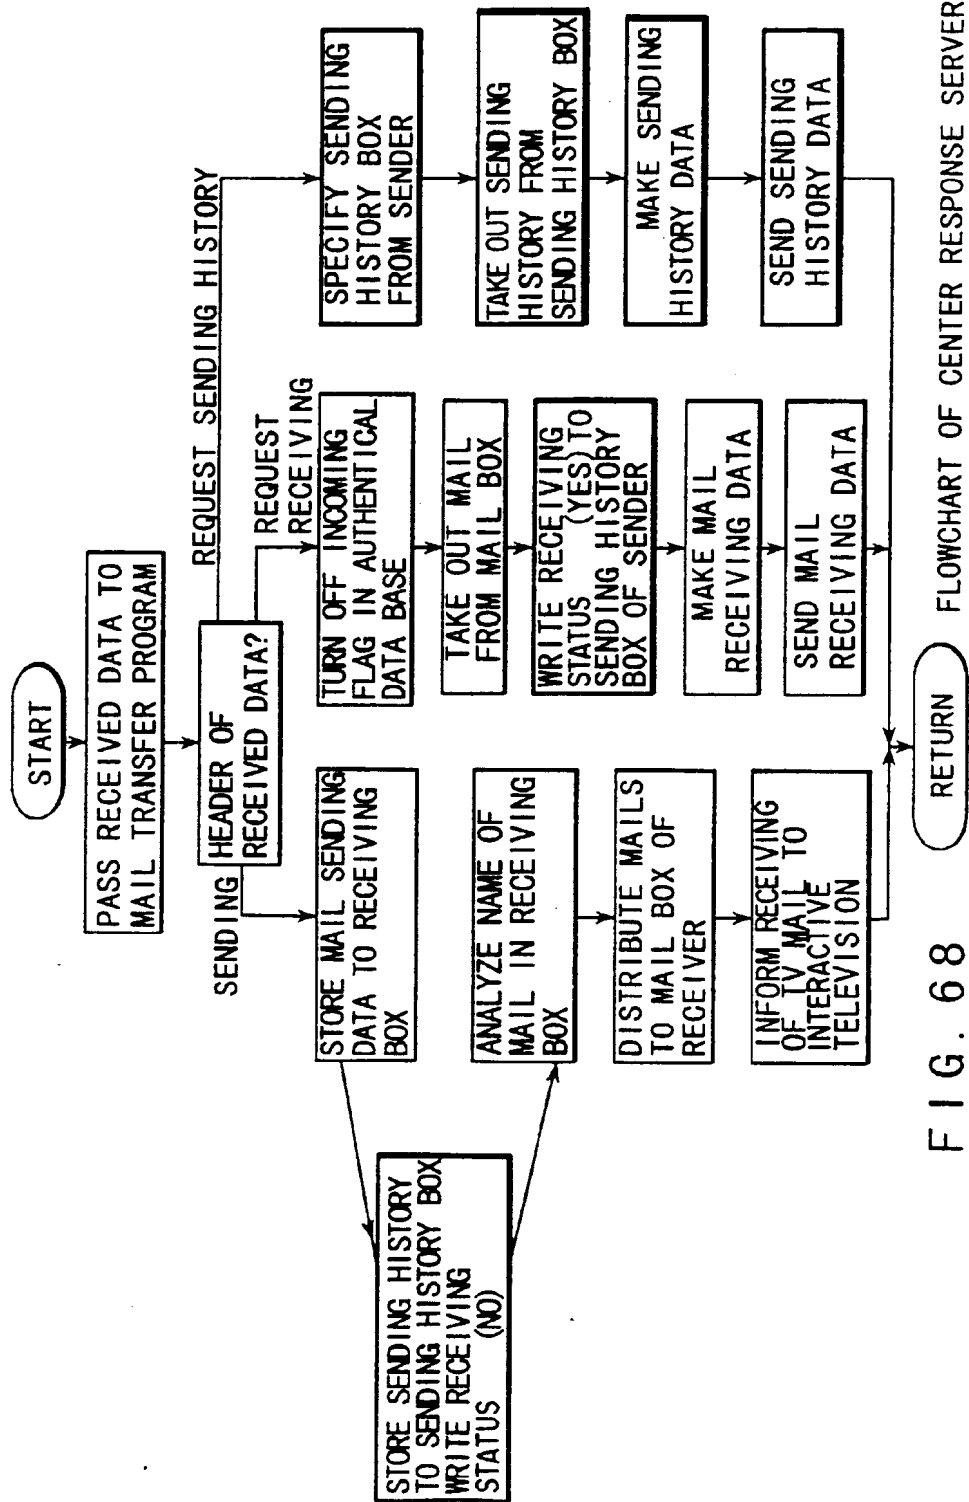 START
PASS RECEIVED DATA TO
MAIL TRANSFER PROGRAM
HEADER OF
RECEIVED DATA?
SENDING
REQUEST
RECEIVING
REQUEST SENDING HISTORY
STORE MAIL SENDING
DATA TO RECEIVING
BOX
STORE SENDING HISTORY
TO SENDING HISTORY BOX
WRITE RECEIVING
STATUS (NO)
ANALYZE NAME OF
MAIL IN RECEIVING
BOX
DISTRIBUTE MAILS
TO MAIL BOX OF
RECEIVER
INFORM RECEIVING
OF TV MAIL TO
INTERACTIVE
TELEVISION
TURN OFF INCOMING
FLAG IN AUTHENTICAL
DATA BASE
TAKE OUT MAIL
FROM MAIL BOX
WRITE RECEIVING
STATUS (YES) TO
SENDING HISTORY
BOX OF SENDER
MAKE MAIL
RECEIVING DATA
SEND MAIL
RECEIVING DATA
SPECIFY SENDING
HISTORY BOX
FROM SENDER
TAKE OUT SENDING
HISTORY FROM
SENDING HISTORY BOX
MAKE SENDING
HISTORY DATA
SEND SENDING
HISTORY DATA
RETURN
FIG. 68
FLOWCHART OF CENTER RESPONSE SERVER